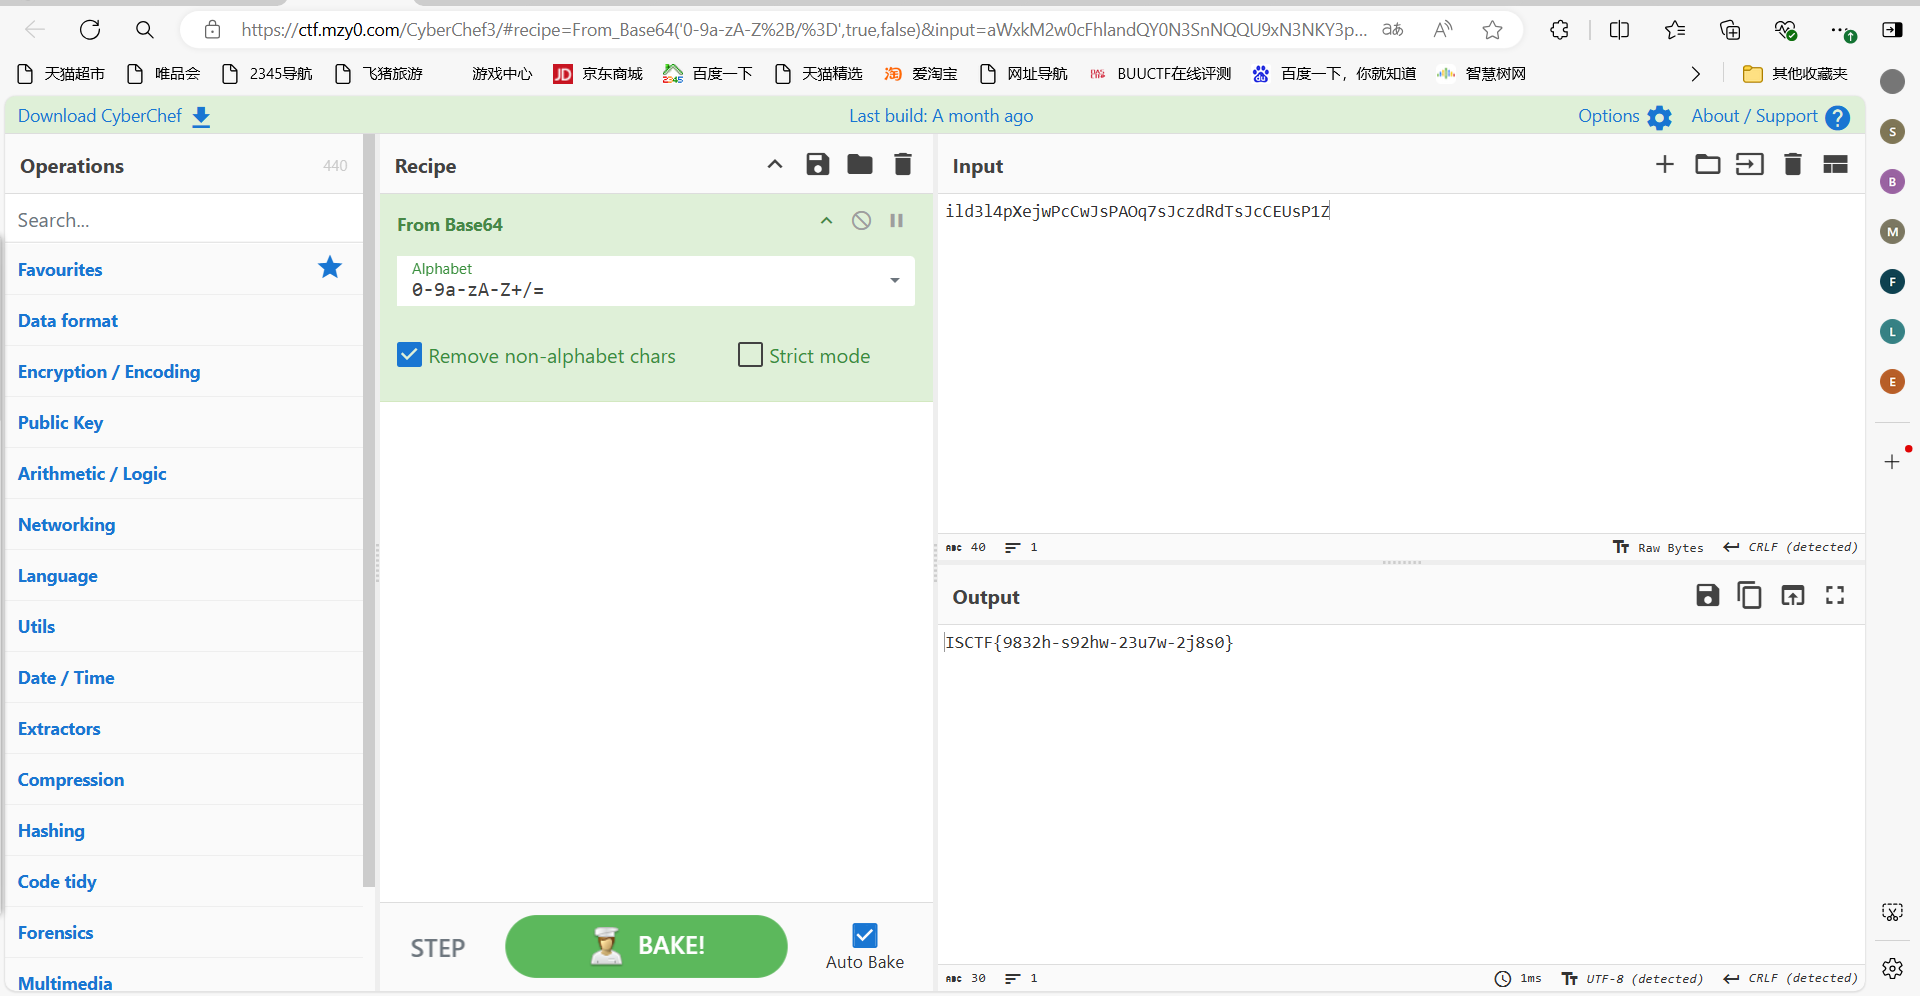 https://ctf.mzy0.com/CyberChef3/#recipe=From_Base64('0-9a-zA-Z%2B/%3D',true,false)&input=aWxkM2w0cFhlandQY0N3SnNQQU9xN3NKY3p... aあ A
天猫超市 唯品会 2345导航 飞猪旅游 游戏中心 JD 京东商城 2345 百度一下 天猫精选 淘 爱淘宝 网址导航 BUUCTF在线评测 百度一下，你就知道 智慧树网 其他收藏夹
Download CyberChef Last build: A month ago Options About / Support ?
Operations 440
Search...
Favourites
Data format
Encryption / Encoding
Public Key
Arithmetic / Logic
Networking
Language
Utils
Date / Time
Extractors
Compression
Hashing
Code tidy
Forensics
Multimedia
Recipe
From Base64
Alphabet
0-9a-zA-Z+/=
Remove non-alphabet chars Strict mode
STEP BAKE! Auto Bake
Input
ild3l4pXejwPcCwJsPAOq7sJczdRdTsJcCEUsP1Z
ABC 40 1 Tт Raw Bytes CRLF (detected)
Output
ISCTF{9832h-s92hw-23u7w-2j8s0}
ABC 30 1 1ms Tт UTF-8 (detected) CRLF (detected)
S
B
M
F
L
E